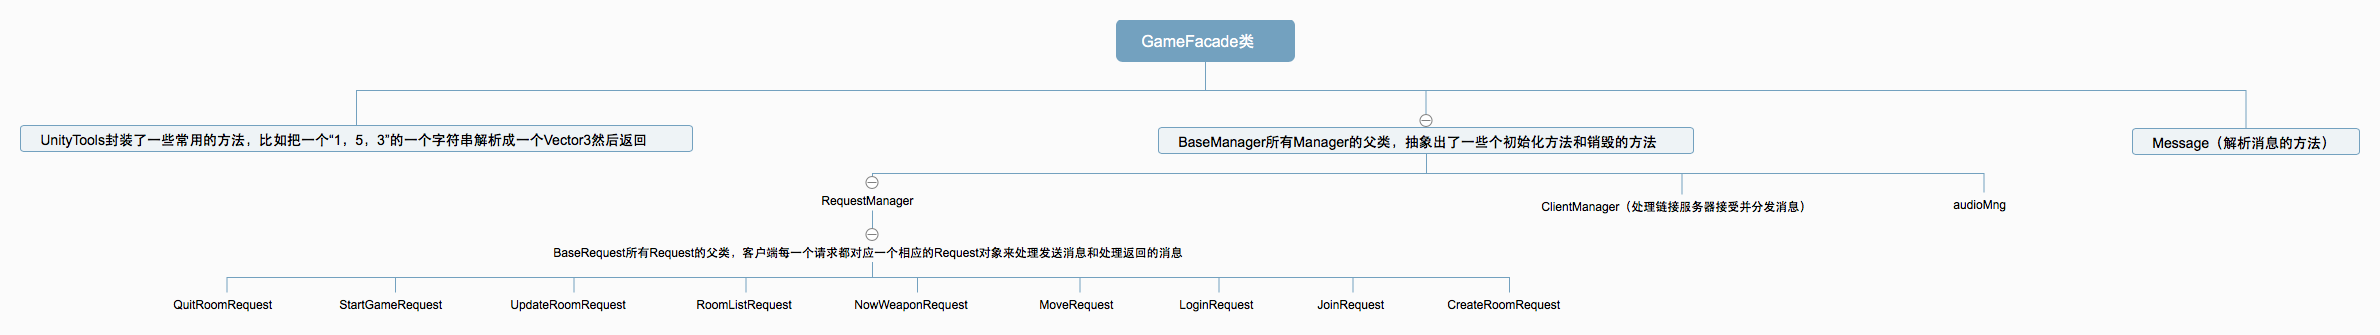 GameFacade类
UnityTools封装了一些常用的方法，比如把一个“1，5，3”的一个字符串解析成一个Vector3然后返回
BaseManager所有Manager的父类，抽象出了一些个初始化方法和销毁的方法
Message（解析消息的方法）
RequestManager
ClientManager（处理链接服务器接受并分发消息）
audioMng
BaseRequest所有Request的父类，客户端每一个请求都对应一个相应的Request对象来处理发送消息和处理返回的消息
QuitRoomRequest
StartGameRequest
UpdateRoomRequest
RoomListRequest
NowWeaponRequest
MoveRequest
LoginRequest
JoinRequest
CreateRoomRequest